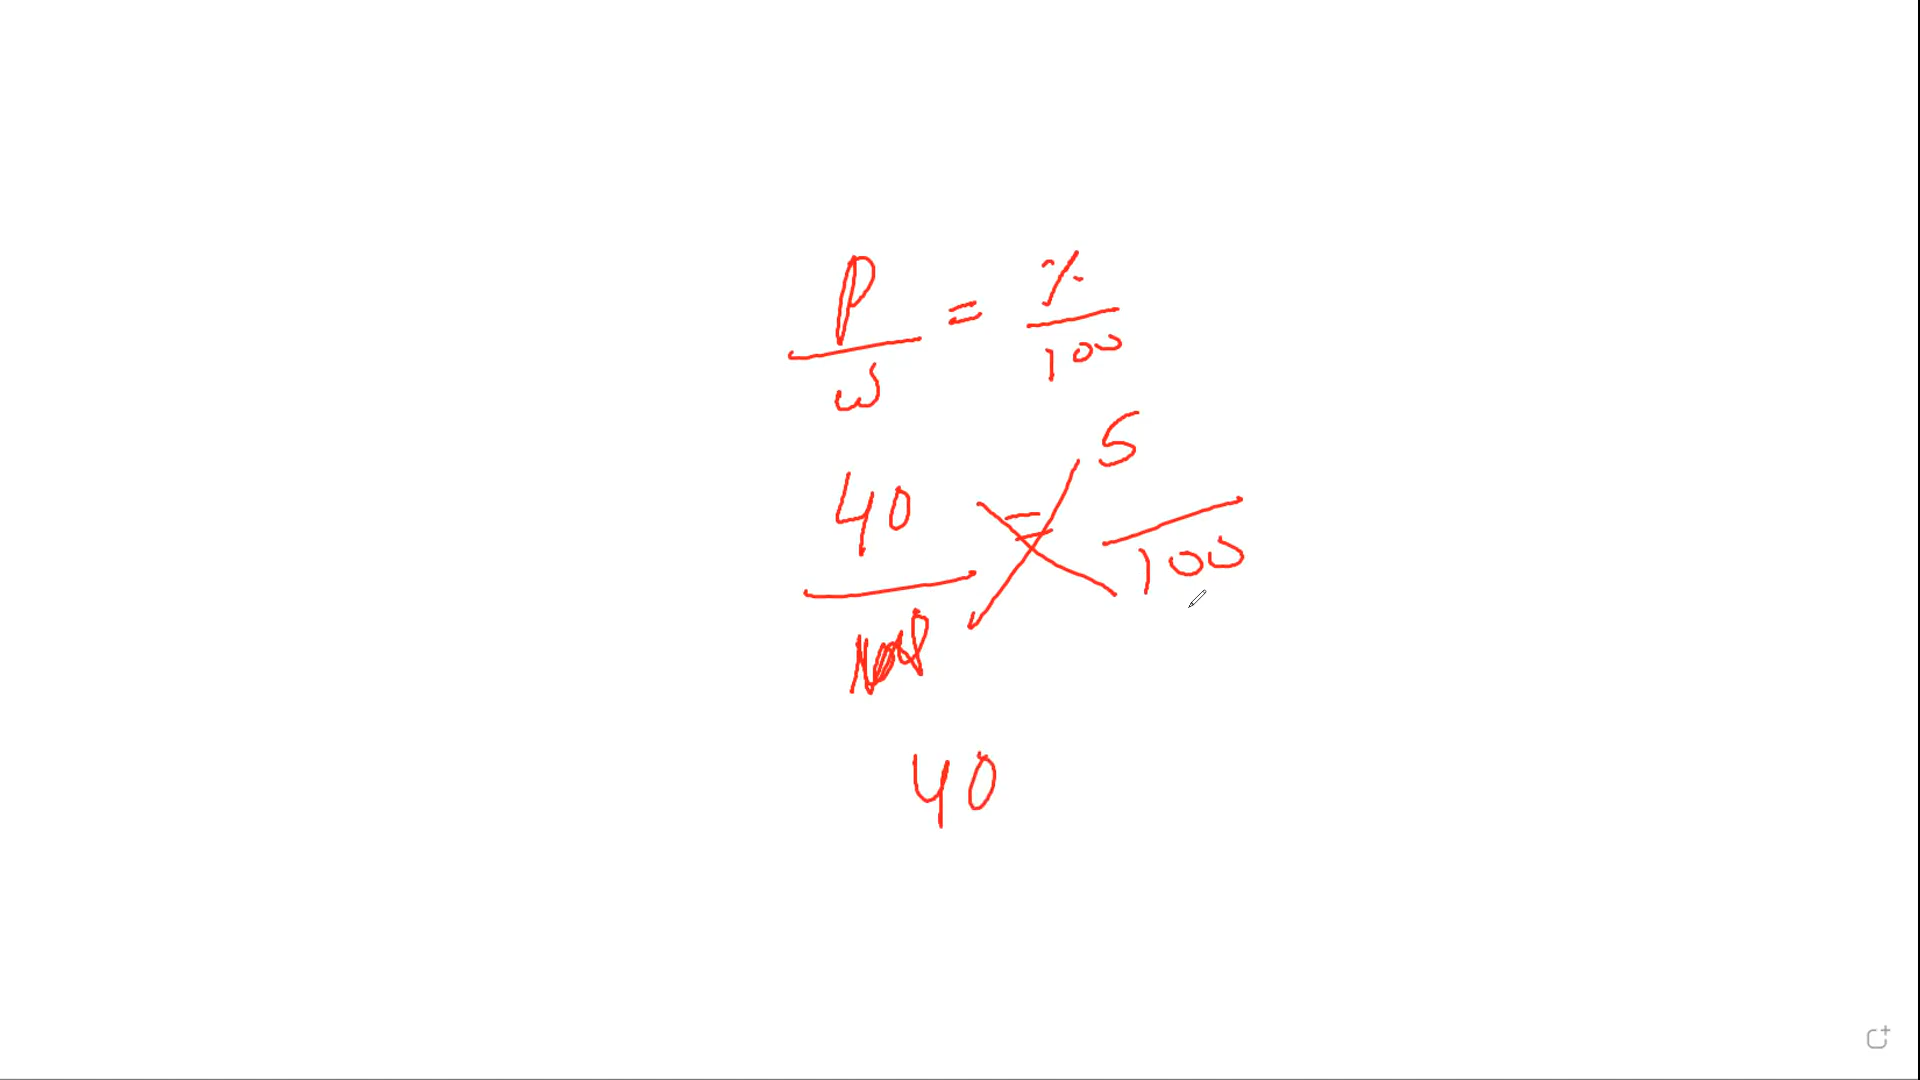 P/w = %/100
40/ = 5/100
40